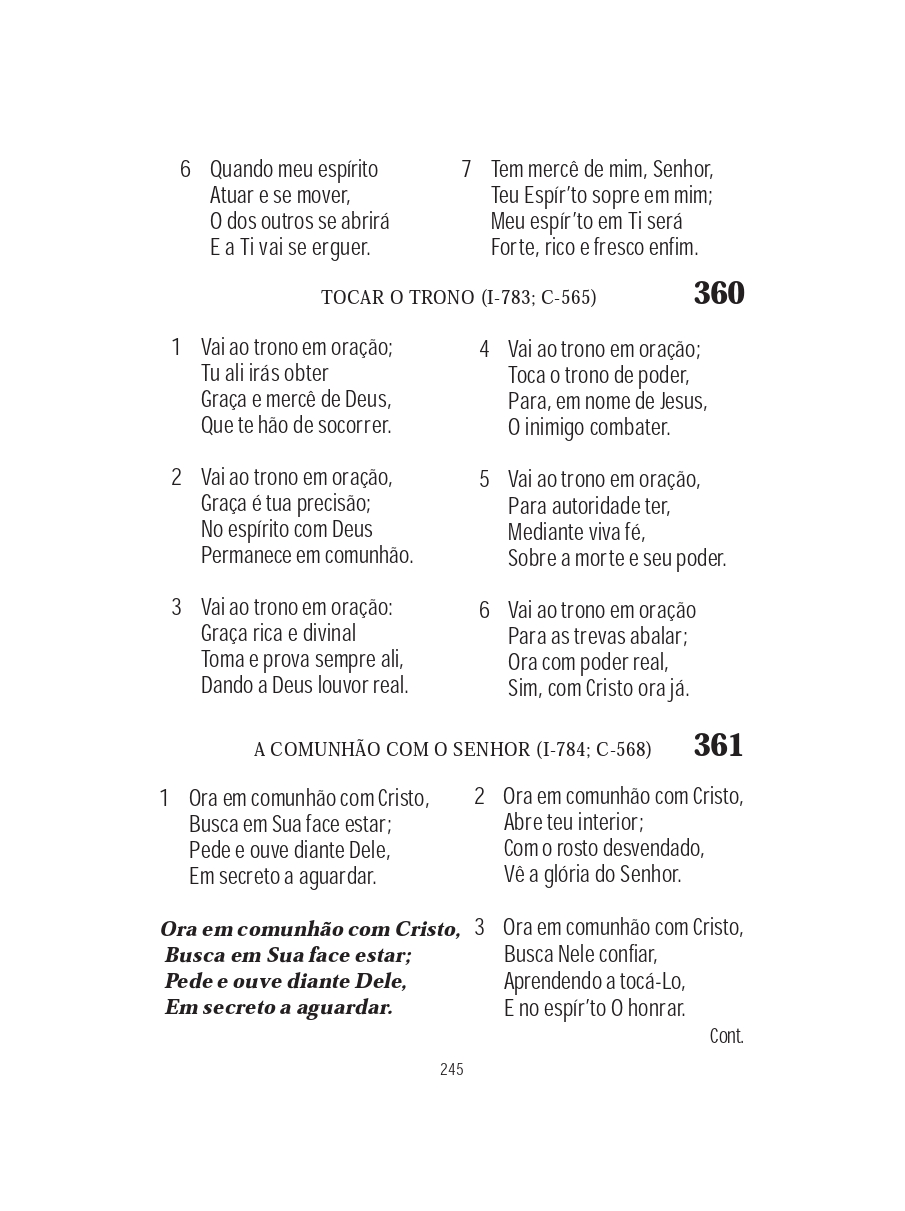 6 Quando meu espírito
Atuar e se mover,
O dos outros se abrirá
E a Ti vai se erguer.
7 Tem mercê de mim, Senhor,
Teu Espír’to sopre em mim;
Meu espír’to em Ti será
Forte, rico e fresco enfim.
TOCAR O TRONO (I-783; C-565) 360
1 Vai ao trono em oração;
Tu ali irás obter
Graça e mercê de Deus,
Que te hão de socorrer.
2 Vai ao trono em oração,
Graça é tua precisão;
No espírito com Deus
Permanece em comunhão.
3 Vai ao trono em oração:
Graça rica e divinal
Toma e prova sempre ali,
Dando a Deus louvor real.
4 Vai ao trono em oração;
Toca o trono de poder,
Para, em nome de Jesus,
O inimigo combater.
5 Vai ao trono em oração,
Para autoridade ter,
Mediante viva fé,
Sobre a morte e seu poder.
6 Vai ao trono em oração
Para as trevas abalar;
Ora com poder real,
Sim, com Cristo ora já.
A COMUNHÃO COM O SENHOR (I-784; C-568) 361
1 Ora em comunhão com Cristo,
Busca em Sua face estar;
Pede e ouve diante Dele,
Em secreto a aguardar.
Ora em comunhão com Cristo,
Busca em Sua face estar;
Pede e ouve diante Dele,
Em secreto a aguardar.
2 Ora em comunhão com Cristo,
Abre teu interior;
Com o rosto desvendado,
Vê a glória do Senhor.
3 Ora em comunhão com Cristo,
Busca Nele confiar,
Aprendendo a tocá-Lo,
E no espír’to O honrar.
Cont.
245